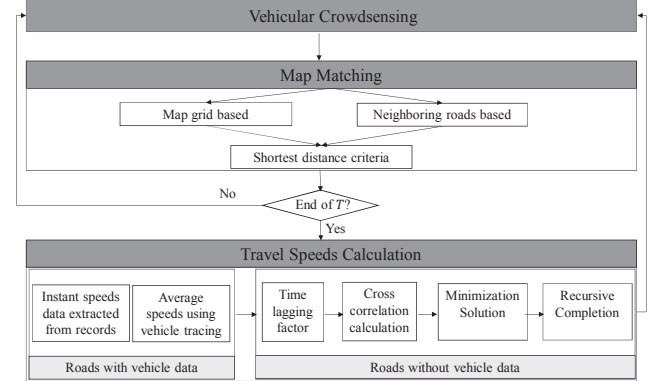 Vehicular Crowdsensing
Map Matching
Map grid based
Neighboring roads based
Shortest distance criteria
No
End of T?
Yes
Travel Speeds Calculation
Instant speeds
data extracted
from records
Average
speeds using
vehicle tracing
Time
lagging
factor
Cross
correlation
calculation
Minimization
Solution
Recursive
Completion
Roads with vehicle data
Roads without vehicle data